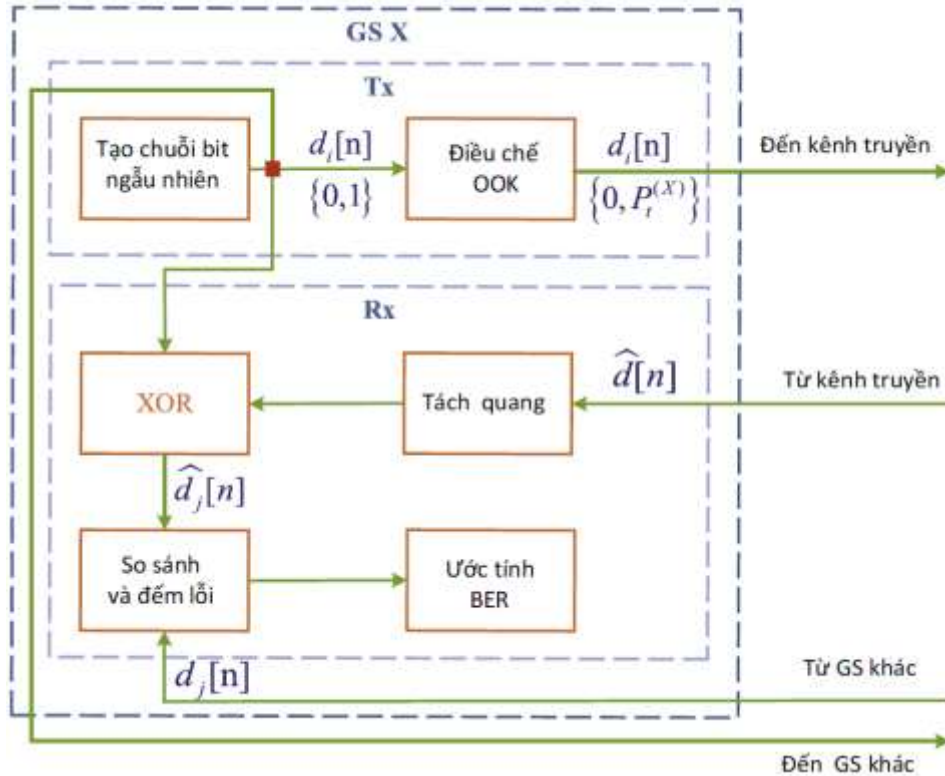 GS X
Tx
Tạo chuỗi bit
ngẫu nhiên
d_i[n]
{0,1}
Điều chế
OOK
d_i[n]
{0, P_t^(X)}
Đến kênh truyền
Rx
XOR
Tách quang
d̂[n]
Từ kênh truyền
d̂_j[n]
So sánh
và đếm lỗi
Ước tính
BER
d_j[n]
Từ GS khác
Đến GS khác